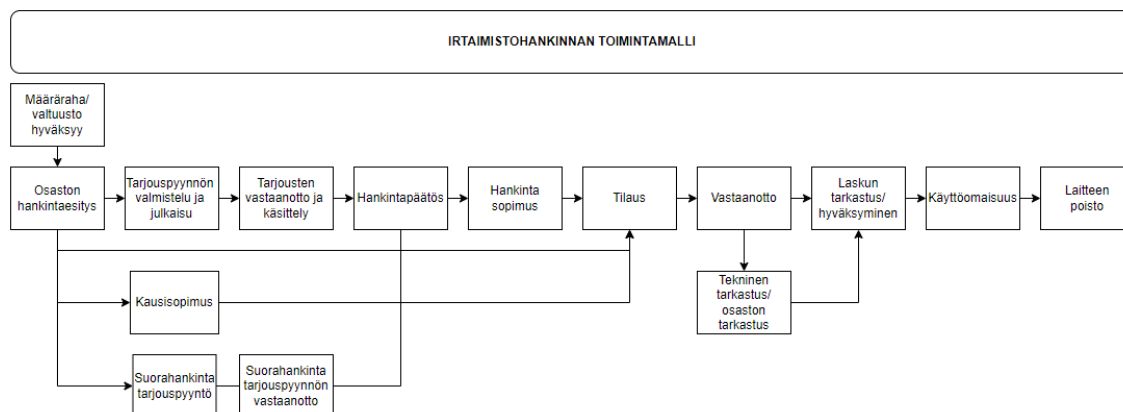 IRTAIMISTOHANKINNAN TOIMINTAMALLI
Määräraha/
valtuusto
hyväksyy
Osaston
hankintaesitys
Tarjouspyynnön
valmistelu ja
julkaisu
Tarjousten
vastaanotto ja
käsittely
Hankintapäätös
Hankinta
sopimus
Tilaus
Vastaanotto
Laskun
tarkastus/
hyväksyminen
Käyttöomaisuus
Laitteen
poisto
Kausisopimus
Tekninen
tarkastus/
osaston
tarkastus
Suorahankinta
tarjouspyyntö
Suorahankinta
tarjouspyynnön
vastaanotto